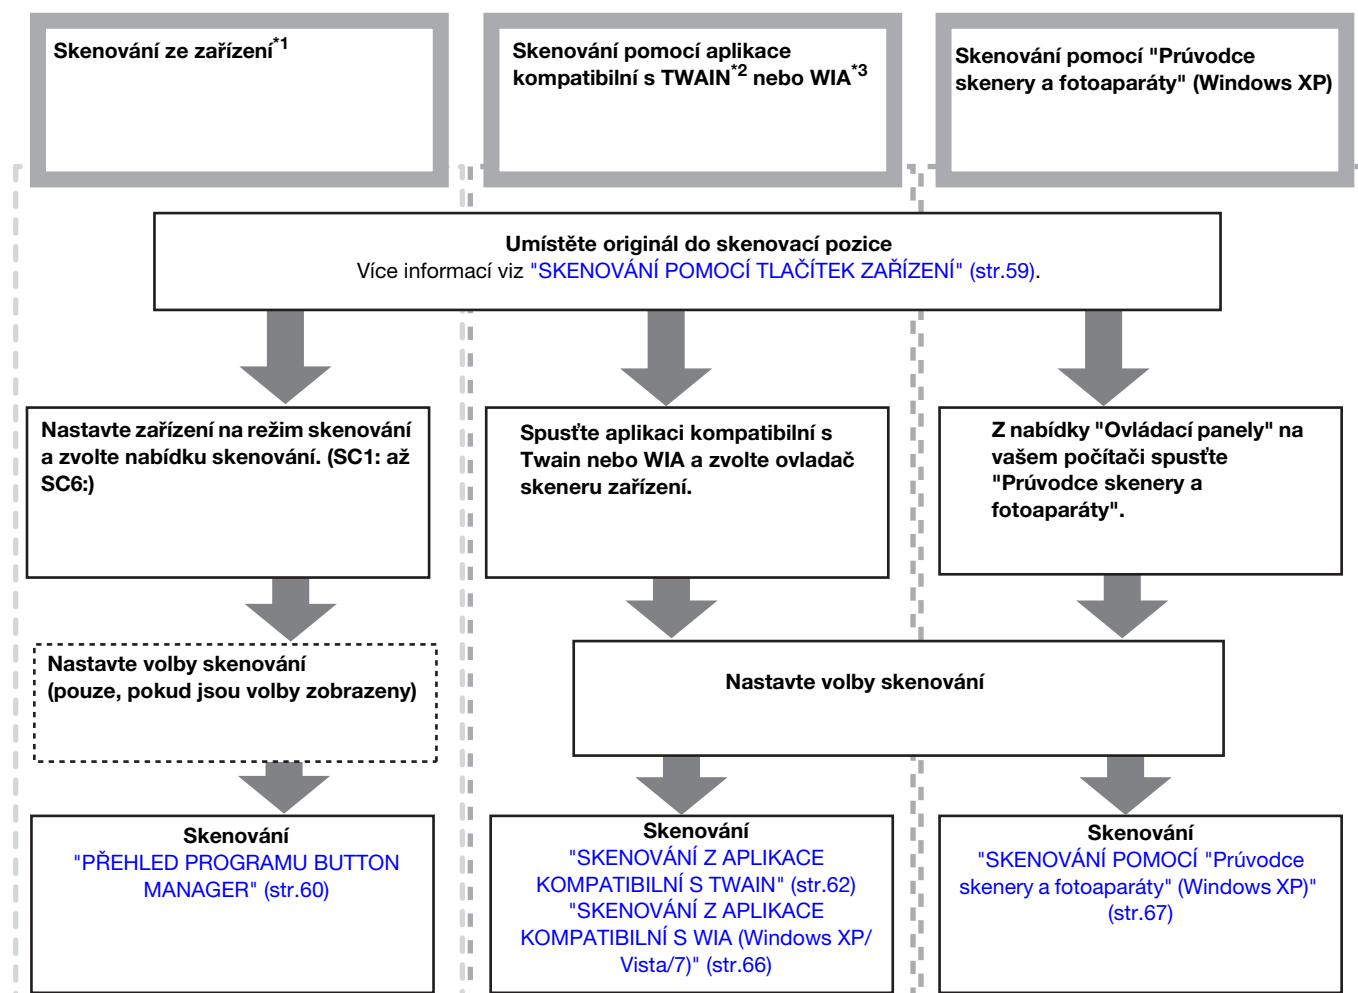 Skenování ze zařízení*1
Skenování pomocí aplikace
kompatibilní s TWAIN*2 nebo WIA*3
Skenování pomocí "Prúvodce
skenery a fotoaparáty" (Windows XP)
Umístěte originál do skenovací pozice
Více informací viz "SKENOVÁNÍ POMOCÍ TLAČÍTEK ZAŘÍZENÍ" (str.59).
Nastavte zařízení na režim skenování
a zvolte nabídku skenování. (SC1: až
SC6:)
Spusťte aplikaci kompatibilní s
Twain nebo WIA a zvolte ovladač
skeneru zařízení.
Z nabídky "Ovládací panely" na
vašem počítači spusťte
"Prúvodce skenery a
fotoaparáty".
Nastavte volby skenování
(pouze, pokud jsou volby zobrazeny)
Nastavte volby skenování
Skenování
"PŘEHLED PROGRAMU BUTTON
MANAGER" (str.60)
Skenování
"SKENOVÁNÍ Z APLIKACE
KOMPATIBILNÍ S TWAIN" (str.62)
"SKENOVÁNÍ Z APLIKACE
KOMPATIBILNÍ S WIA (Windows XP/
Vista/7)" (str.66)
Skenování
"SKENOVÁNÍ POMOCÍ "Prúvodce
skenery a fotoaparáty" (Windows XP)"
(str.67)